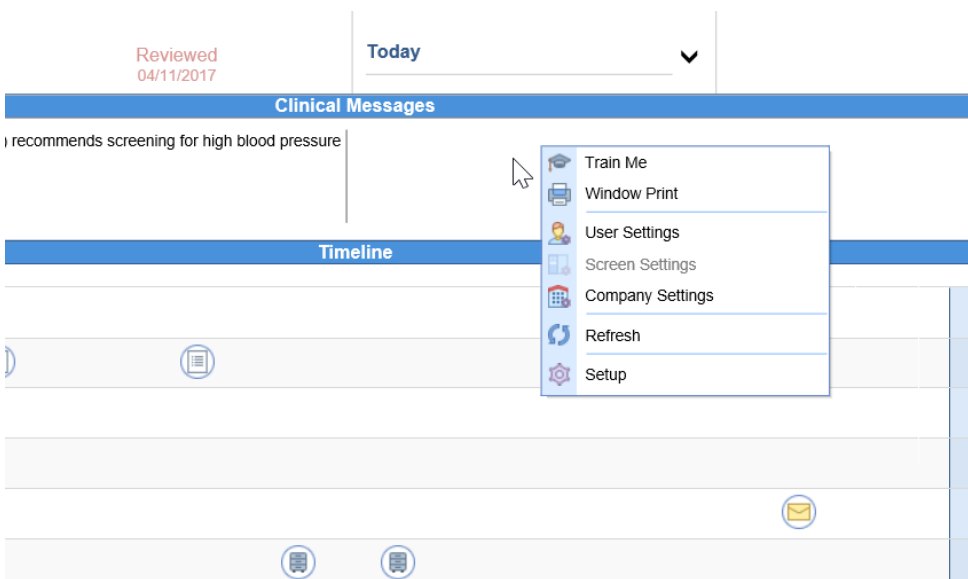 Reviewed
04/11/2017
Today
Clinical Messages
) recommends screening for high blood pressure
Train Me
Window Print
User Settings
Screen Settings
Company Settings
Refresh
Setup
Timeline